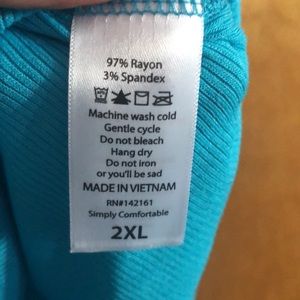 97% Rayon
3% Spandex
Machine wash cold
Gentle cycle
Do not bleach
Hang dry
Do not iron
or you'll be sad
MADE IN VIETNAM
RN#142161
Simply Comfortable
2XL